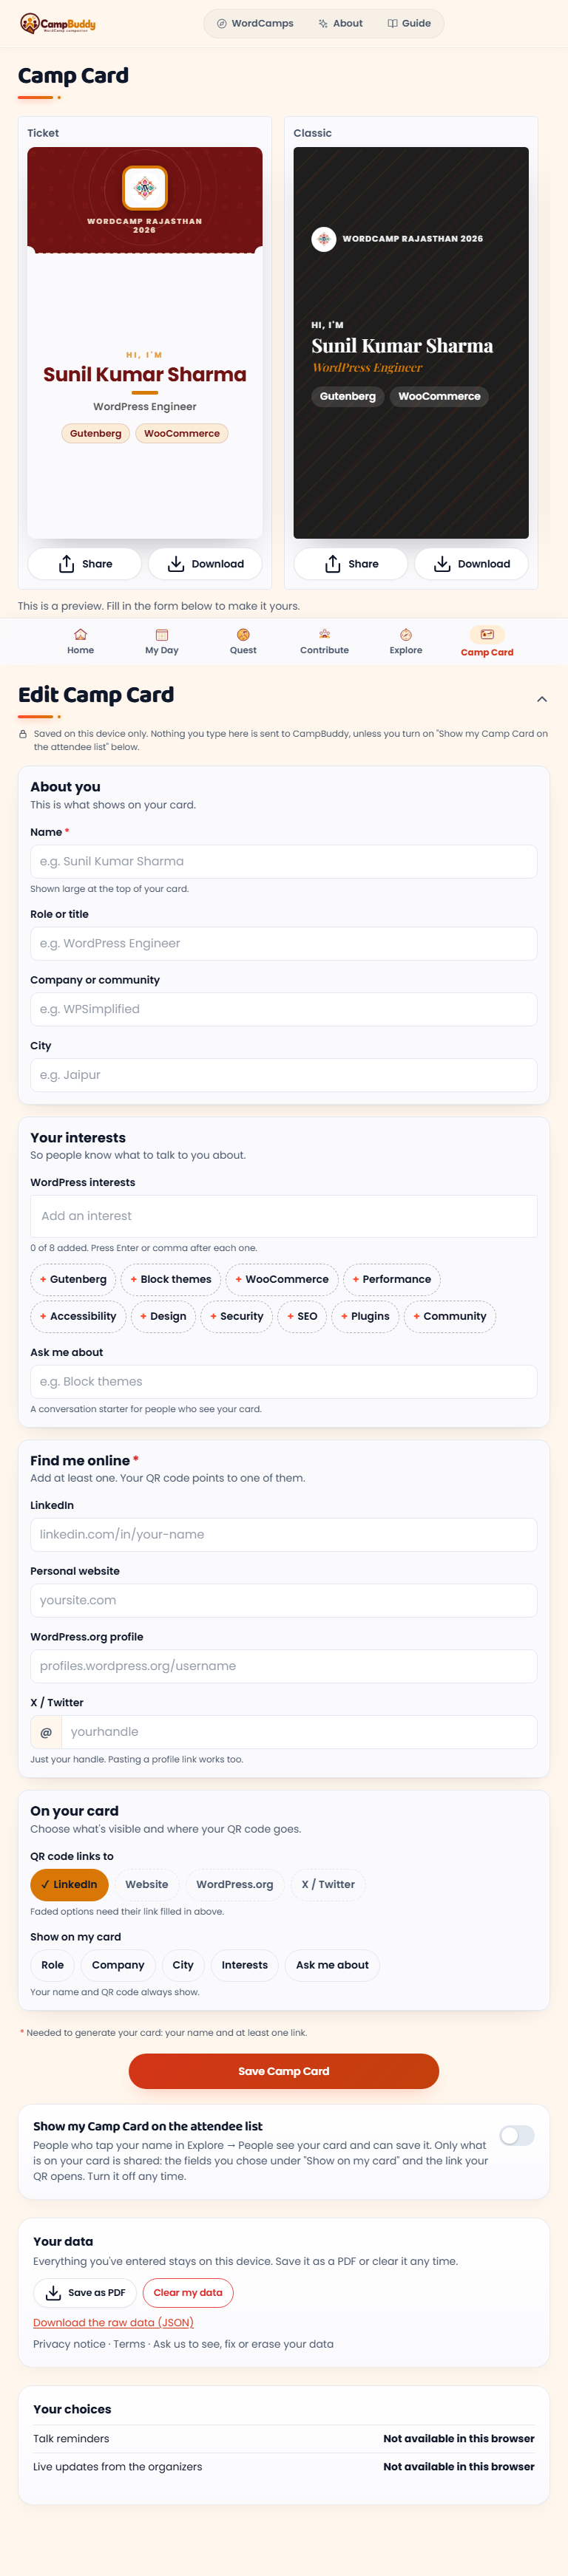 CampBuddy
WordCamp companion
WordCamps
About
Guide
Camp Card
Ticket
WORDCAMP RAJASTHAN
2026
HI, I'M
Sunil Kumar Sharma
WordPress Engineer
Gutenberg
WooCommerce
Share
Download
Classic
WORDCAMP RAJASTHAN 2026
HI, I'M
Sunil Kumar Sharma
WordPress Engineer
Gutenberg
WooCommerce
Share
Download
This is a preview. Fill in the form below to make it yours.
Home
My Day
Quest
Contribute
Explore
Camp Card
Edit Camp Card
Saved on this device only. Nothing you type here is sent to CampBuddy, unless you turn on "Show my Camp Card on
the attendee list" below.
About you
This is what shows on your card.
Name *
e.g. Sunil Kumar Sharma
Shown large at the top of your card.
Role or title
e.g. WordPress Engineer
Company or community
e.g. WPSimplified
City
e.g. Jaipur
Your interests
So people know what to talk to you about.
WordPress interests
Add an interest
0 of 8 added. Press Enter or comma after each one.
+ Gutenberg + Block themes + WooCommerce + Performance
+ Accessibility + Design + Security + SEO + Plugins + Community
Ask me about
e.g. Block themes
A conversation starter for people who see your card.
Find me online *
Add at least one. Your QR code points to one of them.
LinkedIn
linkedin.com/in/your-name
Personal website
yoursite.com
WordPress.org profile
profiles.wordpress.org/username
X / Twitter
@ yourhandle
Just your handle. Pasting a profile link works too.
On your card
Choose what's visible and where your QR code goes.
QR code links to
✓ LinkedIn Website WordPress.org X / Twitter
Faded options need their link filled in above.
Show on my card
Role Company City Interests Ask me about
Your name and QR code always show.
* Needed to generate your card: your name and at least one link.
Save Camp Card
Show my Camp Card on the attendee list
People who tap your name in Explore → People see your card and can save it. Only what
is on your card is shared: the fields you chose under "Show on my card" and the link your
QR opens. Turn it off any time.
Your data
Everything you've entered stays on this device. Save it as a PDF or clear it any time.
Save as PDF
Clear my data
Download the raw data (JSON)
Privacy notice · Terms · Ask us to see, fix or erase your data
Your choices
Talk reminders Not available in this browser
Live updates from the organizers Not available in this browser